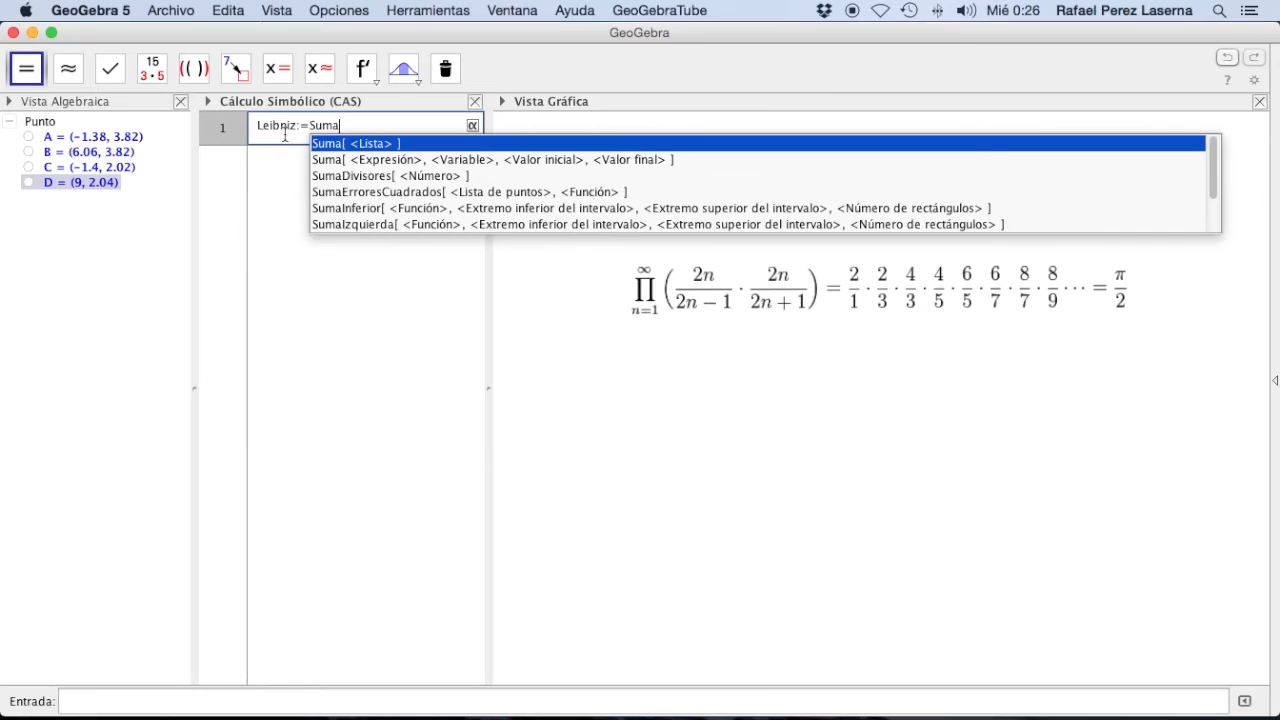 GeoGebra 5 Archivo Edita Vista Opciones Herramientas Ventana Ayuda GeoGebraTube Mié 0:26 Rafael Perez Laserna
GeoGebra
= ≈ ✓ 15 3•5 (( )) 7 x= x≈ f' ?
Vista Algebraica
Cálculo Simbólico (CAS)
Vista Gráfica
Punto
A = (-1.38, 3.82)
B = (6.06, 3.82)
C = (-1.4, 2.02)
D = (9, 2.04)
1 Leibniz:=Suma α
Suma[ <Lista> ]
Suma[ <Expresión>, <Variable>, <Valor inicial>, <Valor final> ]
SumaDivisores[ <Número> ]
SumaErroresCuadrados[ <Lista de puntos>, <Función> ]
SumaInferior[ <Función>, <Extremo inferior del intervalo>, <Extremo superior del intervalo>, <Número de rectángulos> ]
SumaIzquierda[ <Función>, <Extremo inferior del intervalo>, <Extremo superior del intervalo>, <Número de rectángulos> ]
∏_{n=1}^{∞} (2n/(2n − 1) · 2n/(2n + 1)) = 2/1 · 2/3 · 4/3 · 4/5 · 6/5 · 6/7 · 8/7 · 8/9 ⋯ = π/2
Entrada: